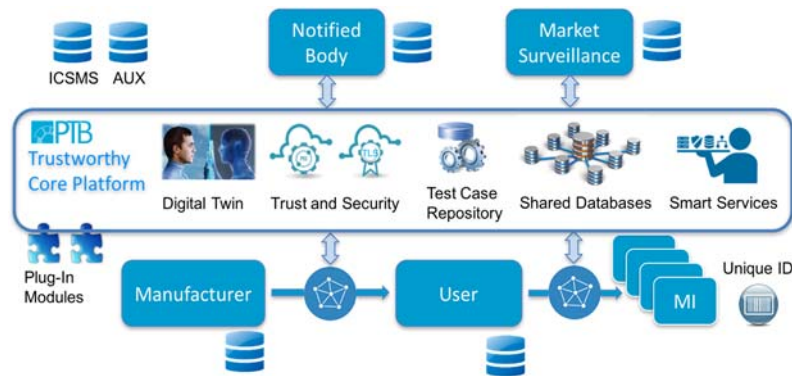 Notified
Body
Market
Surveillance
ICSMS AUX
PTB
Trustworthy
Core Platform
TLS
Digital Twin
Trust and Security
Test Case
Repository
Shared Databases
Smart Services
Plug-In
Modules
Manufacturer
User
MI
Unique ID